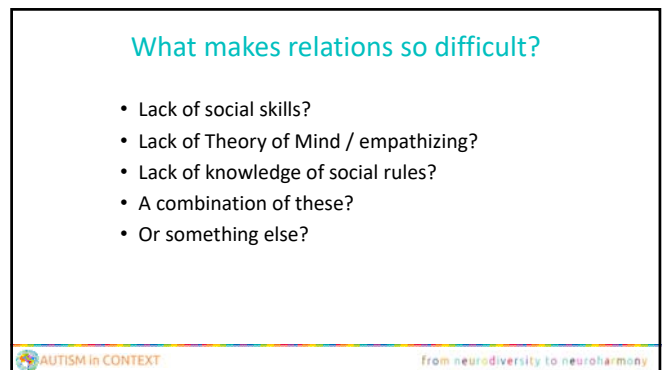 What makes relations so difficult?
• Lack of social skills?
• Lack of Theory of Mind / empathizing?
• Lack of knowledge of social rules?
• A combination of these?
• Or something else?
AUTISM in CONTEXT
from neurodiversity to neuroharmony